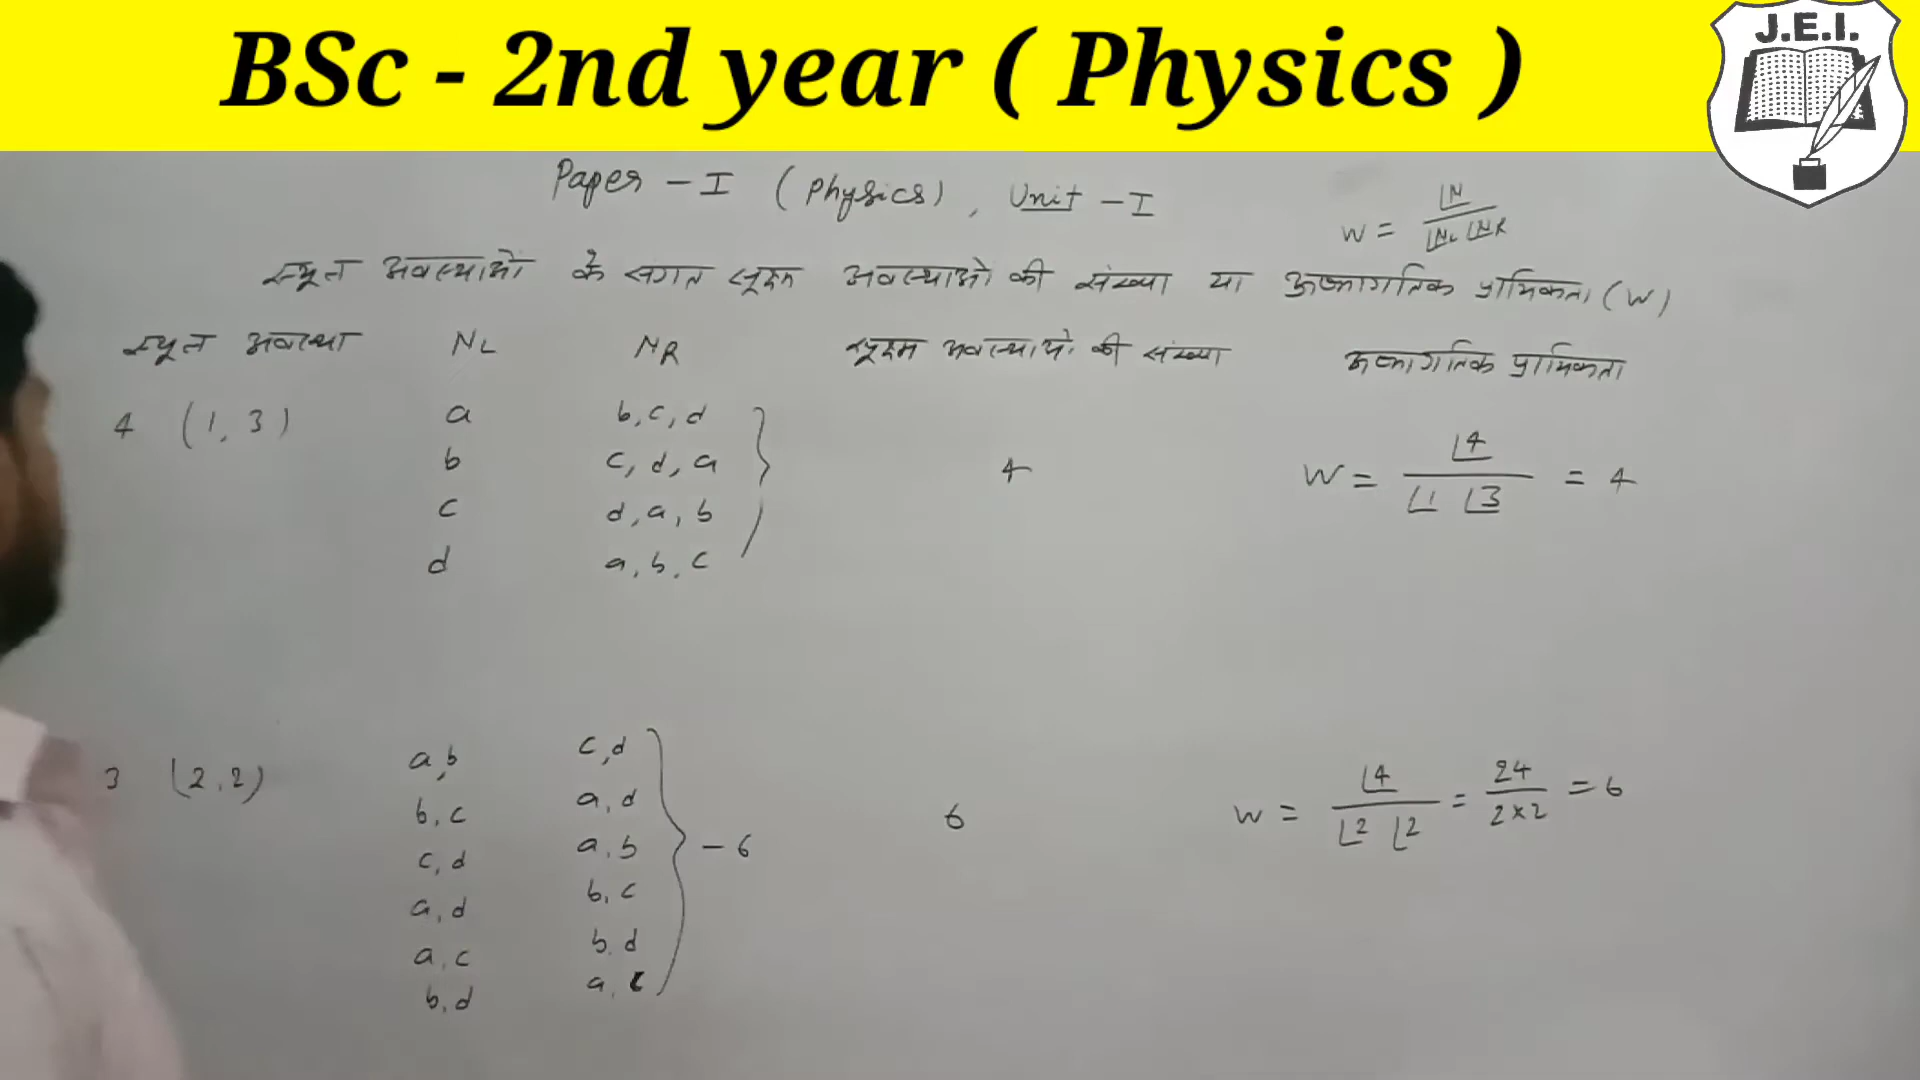 BSc - 2nd year ( Physics )
J.E.I.
Paper - I (Physics), Unit - I
W = ∟N / ∟NL ∟NR
स्थूल अवस्थाओं के संगत सूक्ष्म अवस्थाओं की संख्या या ऊष्मागतिक प्रायिकता (W)
स्थूल अवस्था NL NR सूक्ष्म अवस्थाओं की संख्या ऊष्मागतिक प्रायिकता
4 (1, 3) a b, c, d
b c, d, a 4 W = ∟4 / ∟1 ∟3 = 4
c d, a, b
d a, b, c
3 (2, 2) a, b c, d
b, c a, d 6 W = ∟4 / ∟2 ∟2 = 24 / 2×2 = 6
c, d a, b - 6
a, d b, c
a, c b, d
b, d a, c